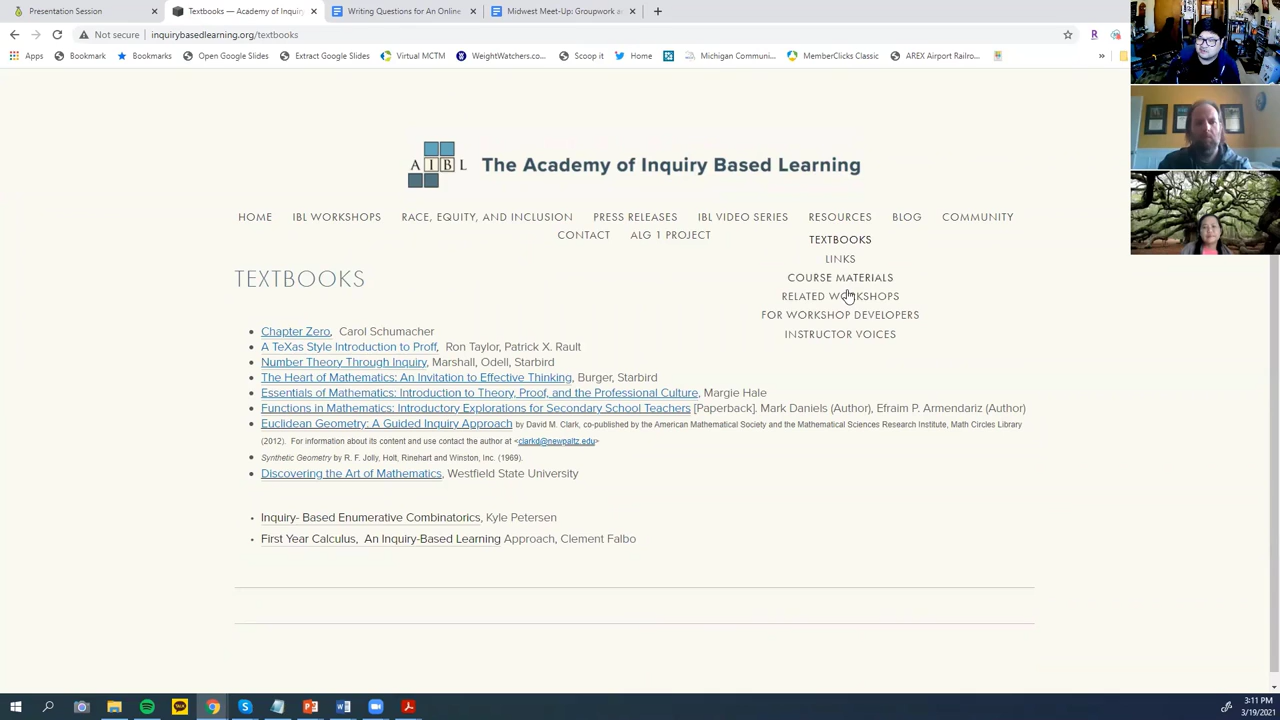 Presentation Session
Textbooks — Academy of Inquiry
Writing Questions for An Online
Midwest Meet-Up: Groupwork a
Not secure
inquirybasedlearning.org/textbooks
Apps
Bookmark
Bookmarks
Open Google Slides
Extract Google Slides
Virtual MCTM
WeightWatchers.co...
Scoop it
Home
Michigan Communi...
MemberClicks Classic
AREX Airport Railro...
AIBL
The Academy of Inquiry Based Learning
HOME
IBL WORKSHOPS
RACE, EQUITY, AND INCLUSION
PRESS RELEASES
IBL VIDEO SERIES
RESOURCES
BLOG
COMMUNITY
CONTACT
ALG 1 PROJECT
TEXTBOOKS
LINKS
COURSE MATERIALS
RELATED WORKSHOPS
FOR WORKSHOP DEVELOPERS
INSTRUCTOR VOICES
TEXTBOOKS
Chapter Zero, Carol Schumacher
A TeXas Style Introduction to Proff, Ron Taylor, Patrick X. Rault
Number Theory Through Inquiry, Marshall, Odell, Starbird
The Heart of Mathematics: An Invitation to Effective Thinking, Burger, Starbird
Essentials of Mathematics: Introduction to Theory, Proof, and the Professional Culture, Margie Hale
Functions in Mathematics: Introductory Explorations for Secondary School Teachers [Paperback]. Mark Daniels (Author), Efraim P. Armendariz (Author)
Euclidean Geometry: A Guided Inquiry Approach by David M. Clark, co-published by the American Mathematical Society and the Mathematical Sciences Research Institute, Math Circles Library
(2012). For information about its content and use contact the author at <clarkd@newpaltz.edu>
Synthetic Geometry by R. F. Jolly, Holt, Rinehart and Winston, Inc. (1969).
Discovering the Art of Mathematics, Westfield State University
Inquiry- Based Enumerative Combinatorics, Kyle Petersen
First Year Calculus, An Inquiry-Based Learning Approach, Clement Falbo
3:11 PM
3/19/2021